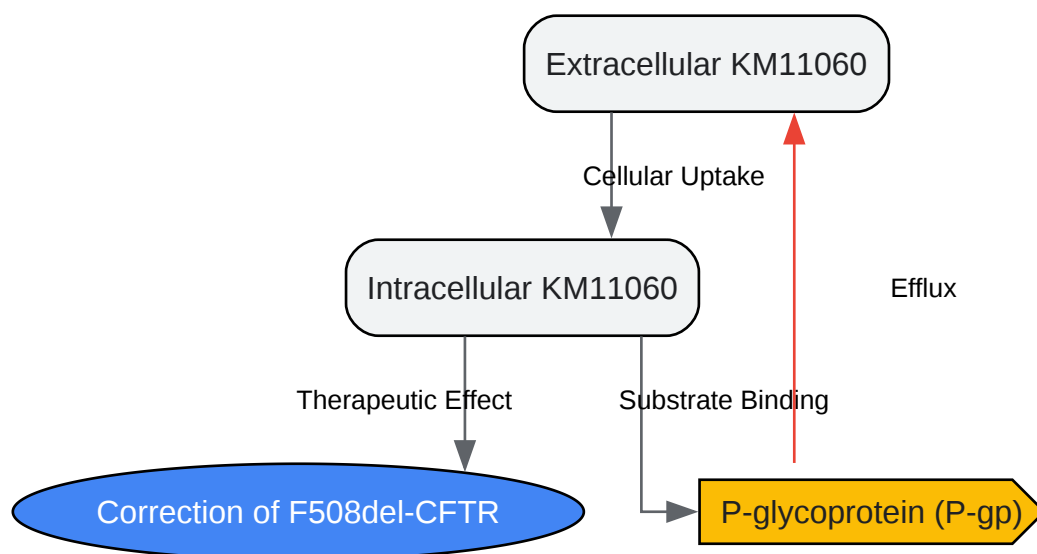 Extracellular KM11060
Cellular Uptake
Intracellular KM11060
Efflux
Therapeutic Effect
Substrate Binding
Correction of F508del-CFTR
P-glycoprotein (P-gp)